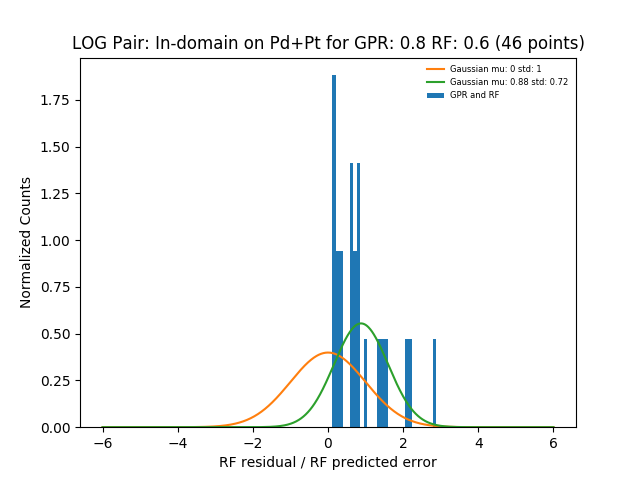 LOG Pair: In-domain on Pd+Pt for GPR: 0.8 RF: 0.6 (46 points)
Gaussian mu: 0 std: 1
Gaussian mu: 0.88 std: 0.72
GPR and RF
Normalized Counts
1.75
1.50
1.25
1.00
0.75
0.50
0.25
0.00
−6 −4 −2 0 2 4 6
RF residual / RF predicted error